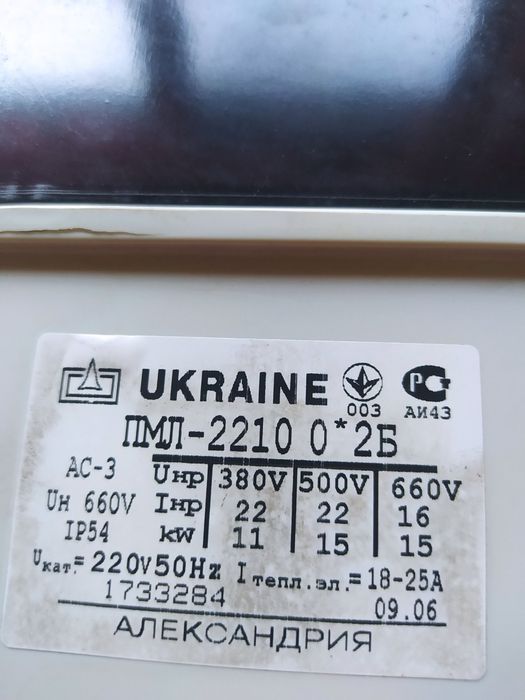 UKRAINE
003
АИ43
ПМЛ-2210 0*2Б
АС-3 Uнр 380V 500V 660V
Uн 660V Iнр 22 22 16
IP54 kW 11 15 15
Uкат.=220V50Hz Iтепл.эл.=18-25А
1733284 09.06
АЛЕКСАНДРИЯ